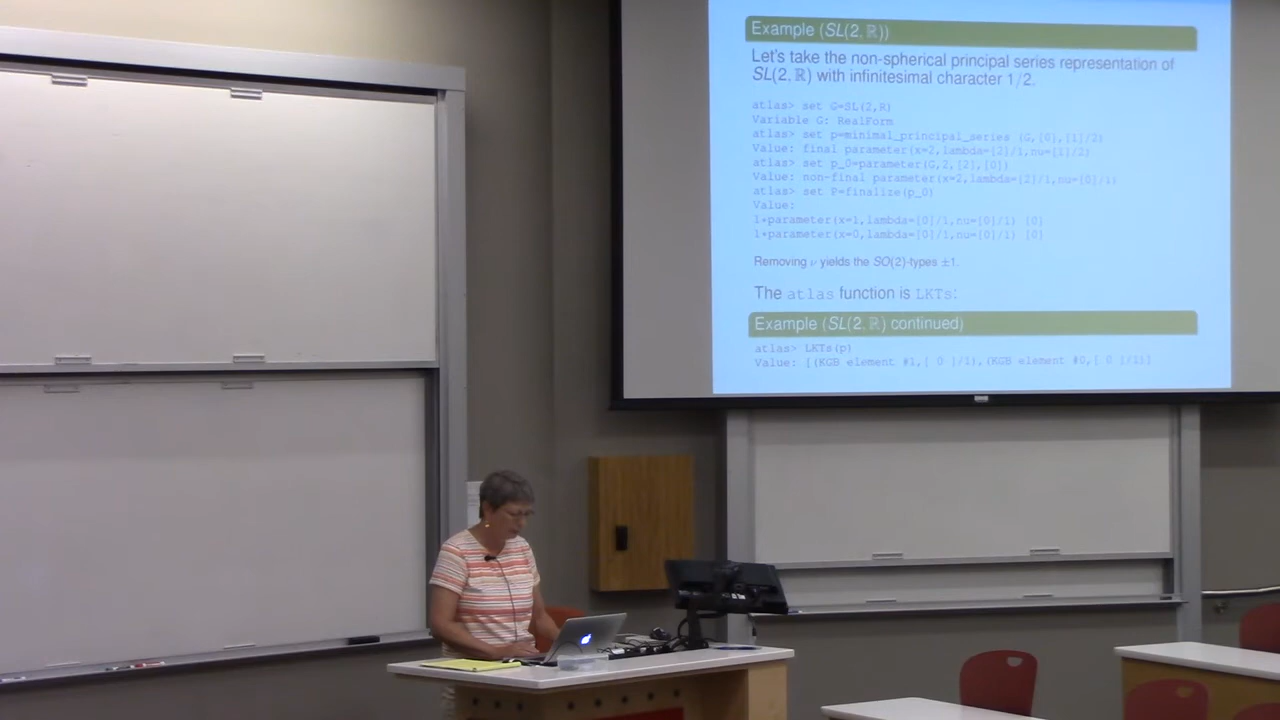 Example (SL(2, ℝ))
Let's take the non-spherical principal series representation of
SL(2, ℝ) with infinitesimal character 1/2.
atlas> set G=SL(2,R)
Variable G: RealForm
atlas> set p=minimal_principal_series (G,[0],[1]/2)
Value: final parameter(x=2,lambda=[2]/1,nu=[1]/2)
atlas> set p_0=parameter(G,2,[2],[0])
Value: non-final parameter(x=2,lambda=[2]/1,nu=[0]/1)
atlas> set P=finalize(p_0)
Value:
1*parameter(x=1,lambda=[0]/1,nu=[0]/1) [0]
1*parameter(x=0,lambda=[0]/1,nu=[0]/1) [0]
Removing ν yields the SO(2)-types ±1.
The atlas function is LKTs:
Example (SL(2, ℝ) continued)
atlas> LKTs(p)
Value: [(KGB element #1,[ 0 ]/1),(KGB element #0,[ 0 ]/1)]